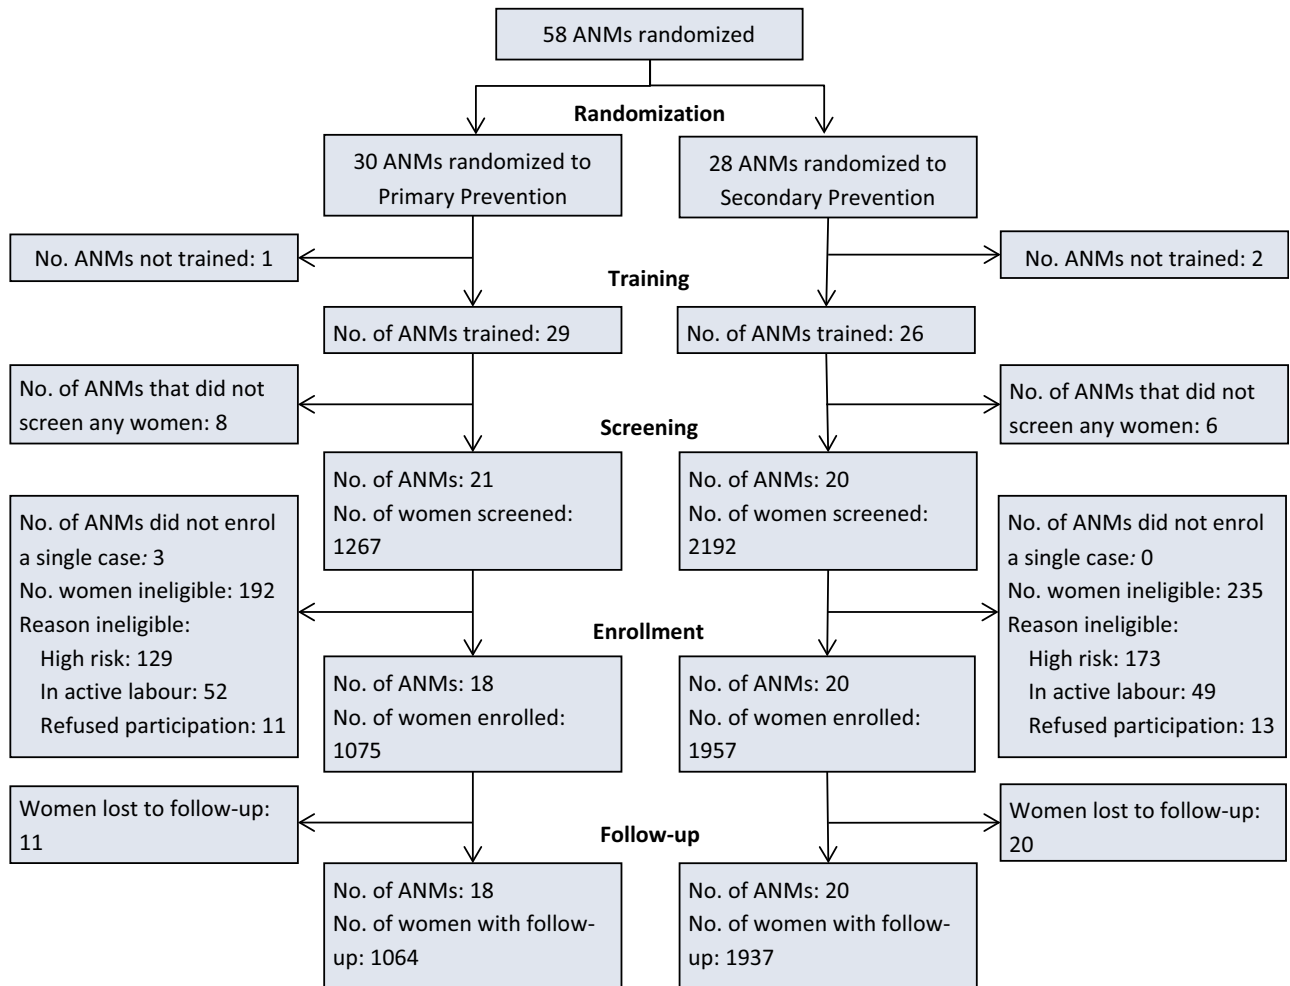 58 ANMs randomized
Randomization
30 ANMs randomized to
Primary Prevention
28 ANMs randomized to
Secondary Prevention
No. ANMs not trained: 1
No. ANMs not trained: 2
Training
No. of ANMs trained: 29
No. of ANMs trained: 26
No. of ANMs that did not
screen any women: 8
No. of ANMs that did not
screen any women: 6
Screening
No. of ANMs: 21
No. of women screened:
1267
No. of ANMs: 20
No. of women screened:
2192
No. of ANMs did not enrol
a single case: 3
No. women ineligible: 192
Reason ineligible:
High risk: 129
In active labour: 52
Refused participation: 11
No. of ANMs did not enrol
a single case: 0
No. women ineligible: 235
Reason ineligible:
High risk: 173
In active labour: 49
Refused participation: 13
Enrollment
No. of ANMs: 18
No. of women enrolled:
1075
No. of ANMs: 20
No. of women enrolled:
1957
Women lost to follow-up:
11
Women lost to follow-up:
20
Follow-up
No. of ANMs: 18
No. of women with follow-
up: 1064
No. of ANMs: 20
No. of women with follow-
up: 1937